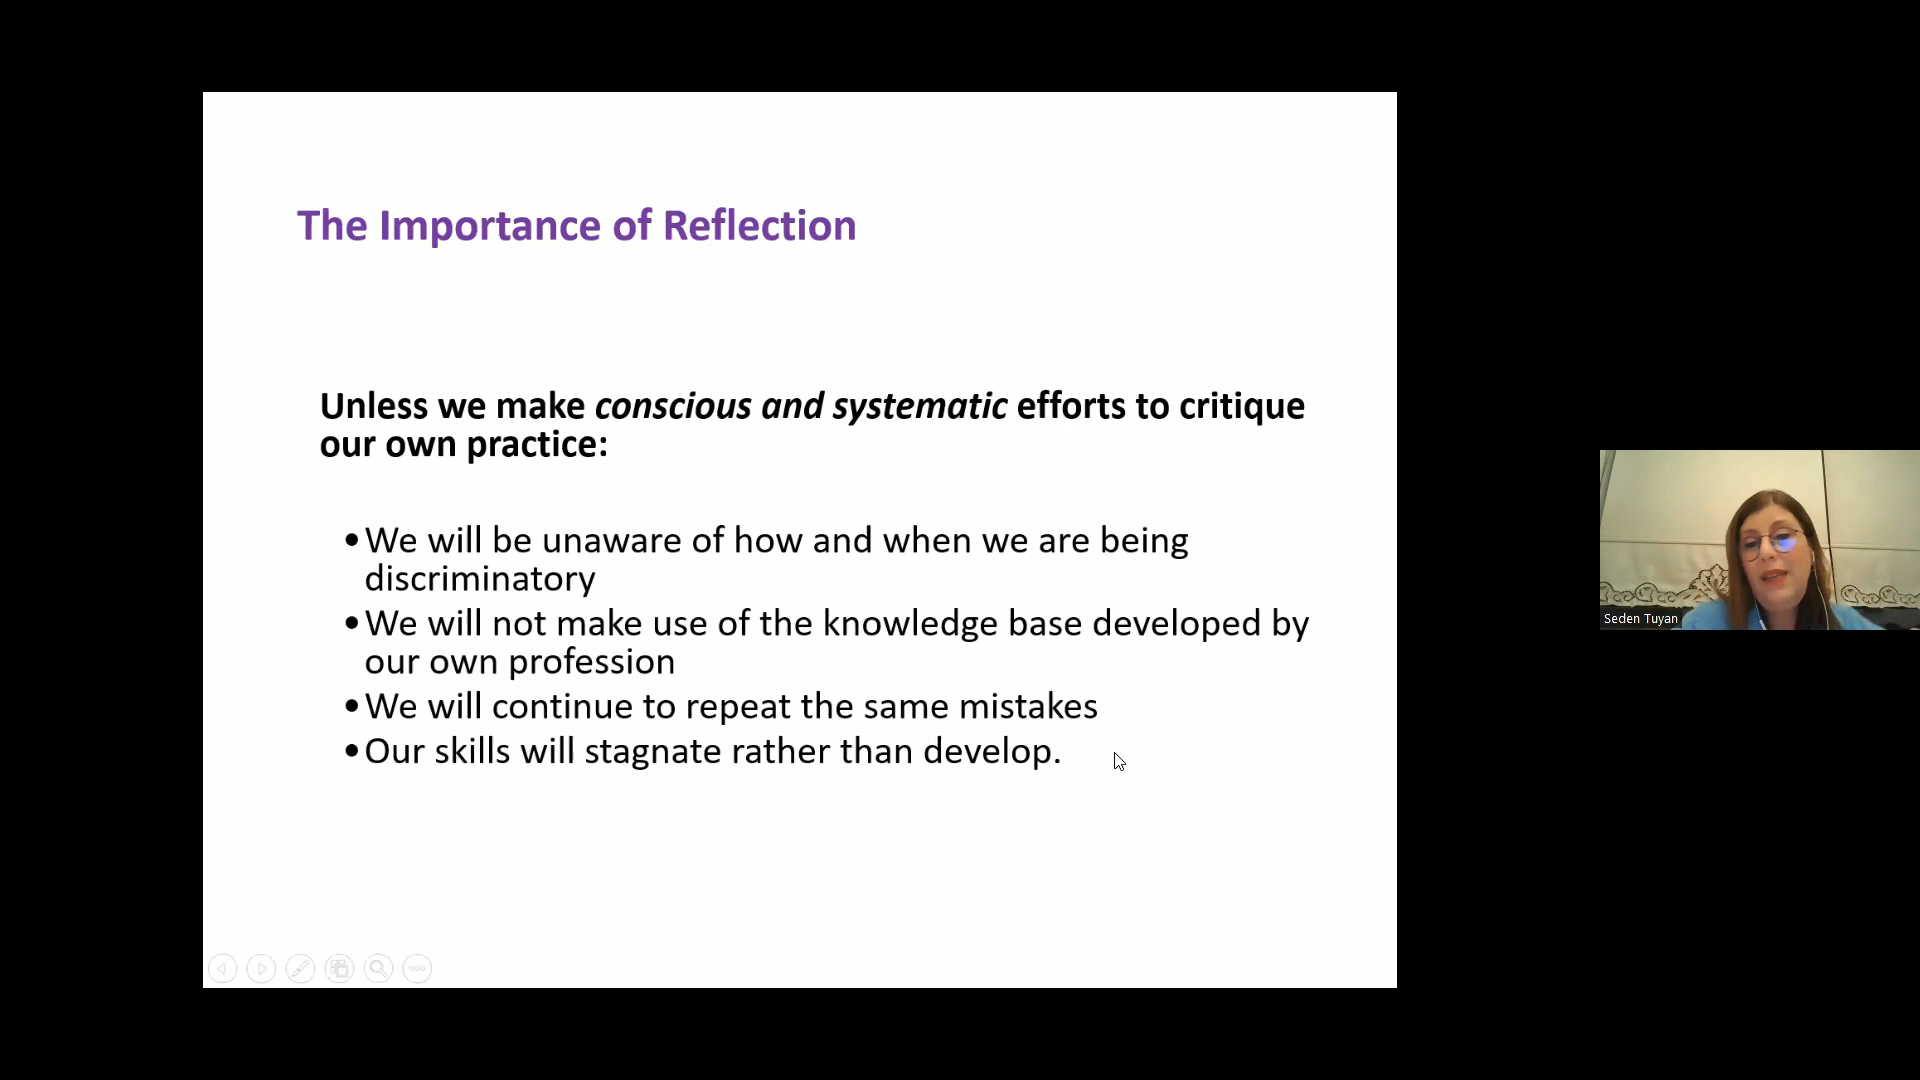 The Importance of Reflection
Unless we make conscious and systematic efforts to critique
our own practice:
•We will be unaware of how and when we are being
discriminatory
•We will not make use of the knowledge base developed by
our own profession
•We will continue to repeat the same mistakes
•Our skills will stagnate rather than develop.
Seden Tuyan